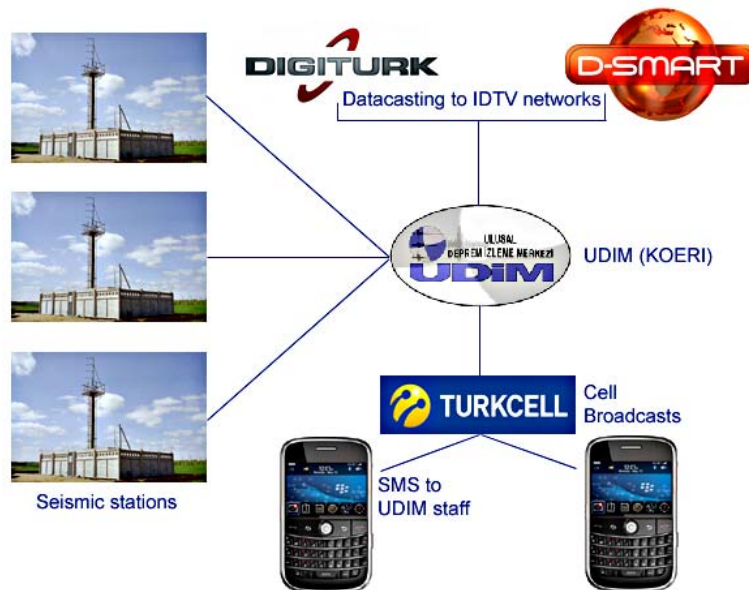 DIGITURK
D-SMART
Datacasting to IDTV networks
ULUSAL
DEPREM İZLEME MERKEZİ
UDİM
UDIM (KOERI)
TURKCELL
Cell
Broadcasts
SMS to
UDIM staff
Seismic stations